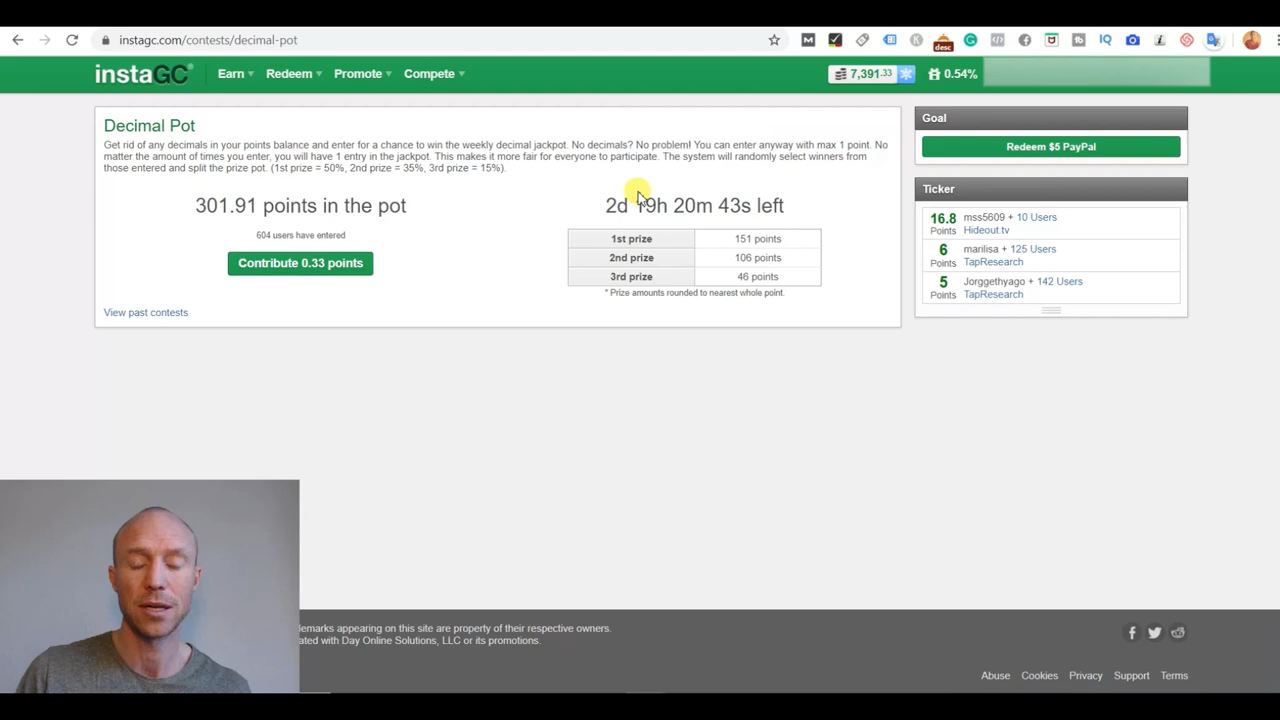 instagc.com/contests/decimal-pot
desc
instaGC
Earn Redeem Promote Compete
7,391.33
0.54%
Decimal Pot
Get rid of any decimals in your points balance and enter for a chance to win the weekly decimal jackpot. No decimals? No problem! You can enter anyway with max 1 point. No
matter the amount of times you enter, you will have 1 entry in the jackpot. This makes it more fair for everyone to participate. The system will randomly select winners from
those entered and split the prize pot. (1st prize = 50%, 2nd prize = 35%, 3rd prize = 15%).
301.91 points in the pot
604 users have entered
Contribute 0.33 points
2d 19h 20m 43s left
1st prize 151 points
2nd prize 106 points
3rd prize 46 points
* Prize amounts rounded to nearest whole point.
View past contests
Goal
Redeem $5 PayPal
Ticker
16.8 mss5609 + 10 Users
Points Hideout.tv
6 marilisa + 125 Users
Points TapResearch
5 Jorggethyago + 142 Users
Points TapResearch
lemarks appearing on this site are property of their respective owners.
ated with Day Online Solutions, LLC or its promotions.
Abuse Cookies Privacy Support Terms